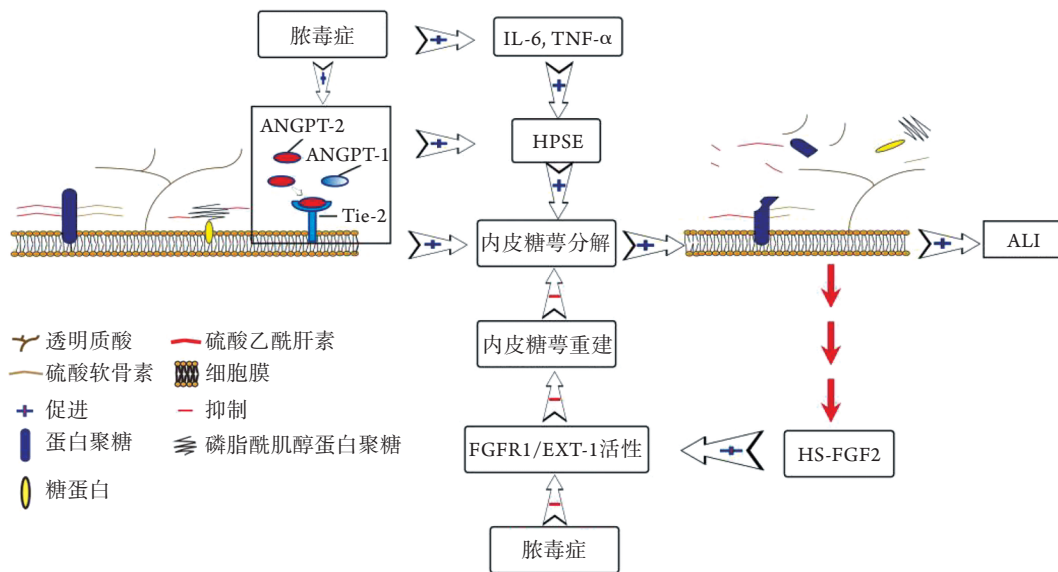 脓毒症
IL-6, TNF-α
ANGPT-2
ANGPT-1
Tie-2
HPSE
内皮糖萼分解
ALI
内皮糖萼重建
FGFR1/EXT-1活性
HS-FGF2
脓毒症
透明质酸
硫酸乙酰肝素
硫酸软骨素
细胞膜
促进
抑制
蛋白聚糖
磷脂酰肌醇蛋白聚糖
糖蛋白